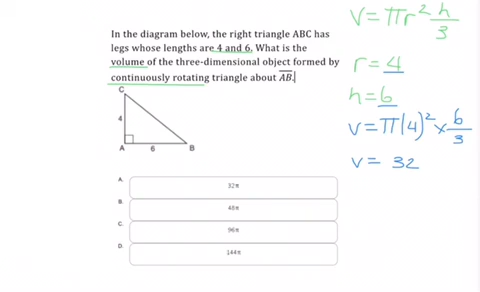 In the diagram below, the right triangle ABC has
legs whose lengths are 4 and 6. What is the
volume of the three-dimensional object formed by
continuously rotating triangle about AB.
C
4
A 6 B
A.
32π
B.
48π
C.
96π
D.
144π
V = πr² h/3
r = 4
h = 6
V = π(4)² x 6/3
V = 32